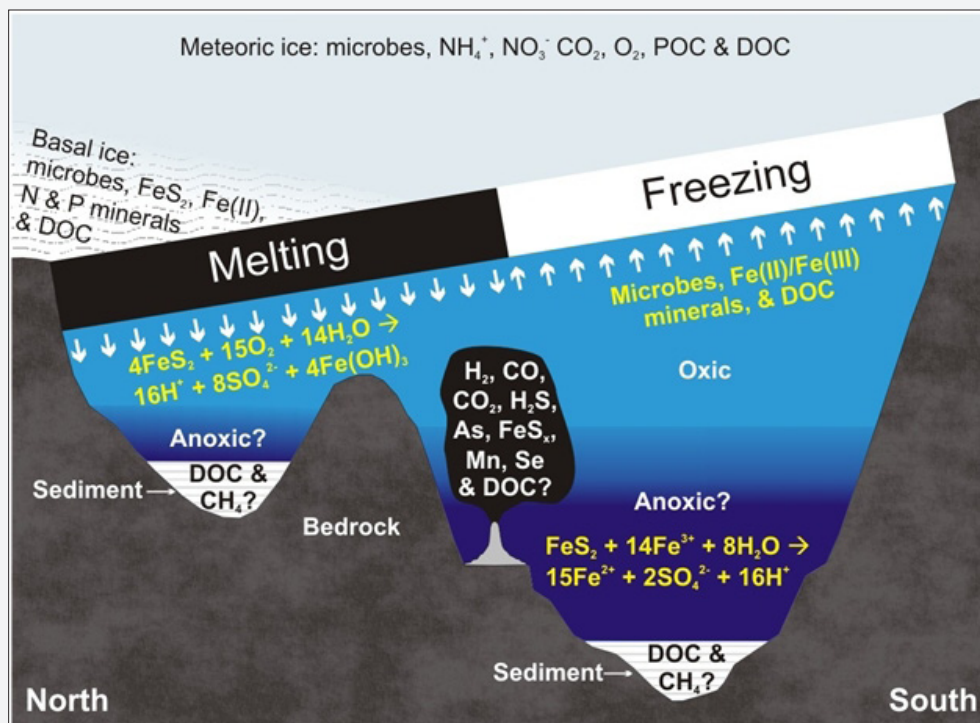 Meteoric ice: microbes, NH₄⁺, NO₃⁻ CO₂, O₂, POC & DOC
Basal ice:
microbes, FeS₂, Fe(II),
N & P minerals
& DOC
Melting
Freezing
Microbes, Fe(II)/Fe(III)
minerals, & DOC
4FeS₂ + 15O₂ + 14H₂O →
16H⁺ + 8SO₄²⁻ + 4Fe(OH)₃
Oxic
H₂, CO,
CO₂, H₂S,
As, FeSₓ,
Mn, Se
& DOC?
Anoxic?
DOC &
CH₄?
Sediment
Bedrock
Anoxic?
FeS₂ + 14Fe³⁺ + 8H₂O →
15Fe²⁺ + 2SO₄²⁻ + 16H⁺
Sediment
DOC &
CH₄?
North
South